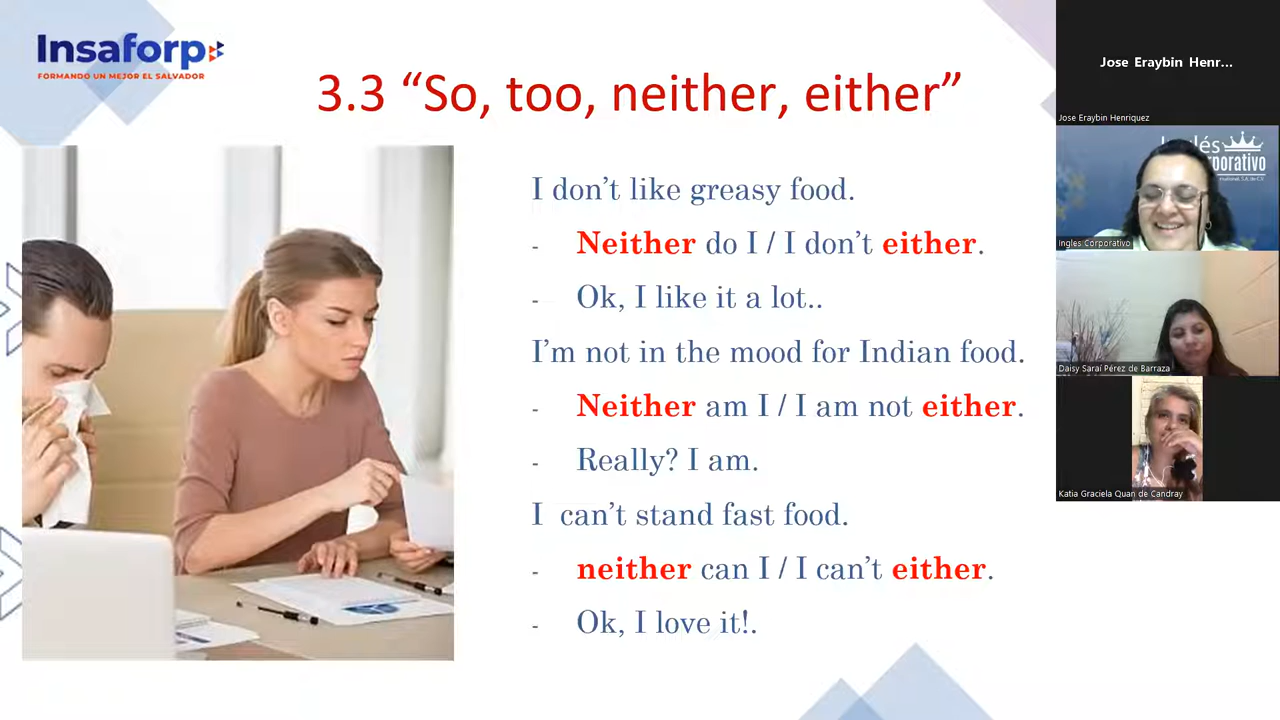 Insaforp
FORMANDO UN MEJOR EL SALVADOR
3.3 “So, too, neither, either”
I don’t like greasy food.
- Neither do I / I don’t either.
- Ok, I like it a lot..
I’m not in the mood for Indian food.
- Neither am I / I am not either.
- Really? I am.
I can’t stand fast food.
- neither can I / I can’t either.
- Ok, I love it!.
Jose Eraybin Henr...
Jose Eraybin Henriquez
Inglés
Ingles Corporativo
Daisy Saraí Pérez de Barraza
Katia Graciela Quan de Candray